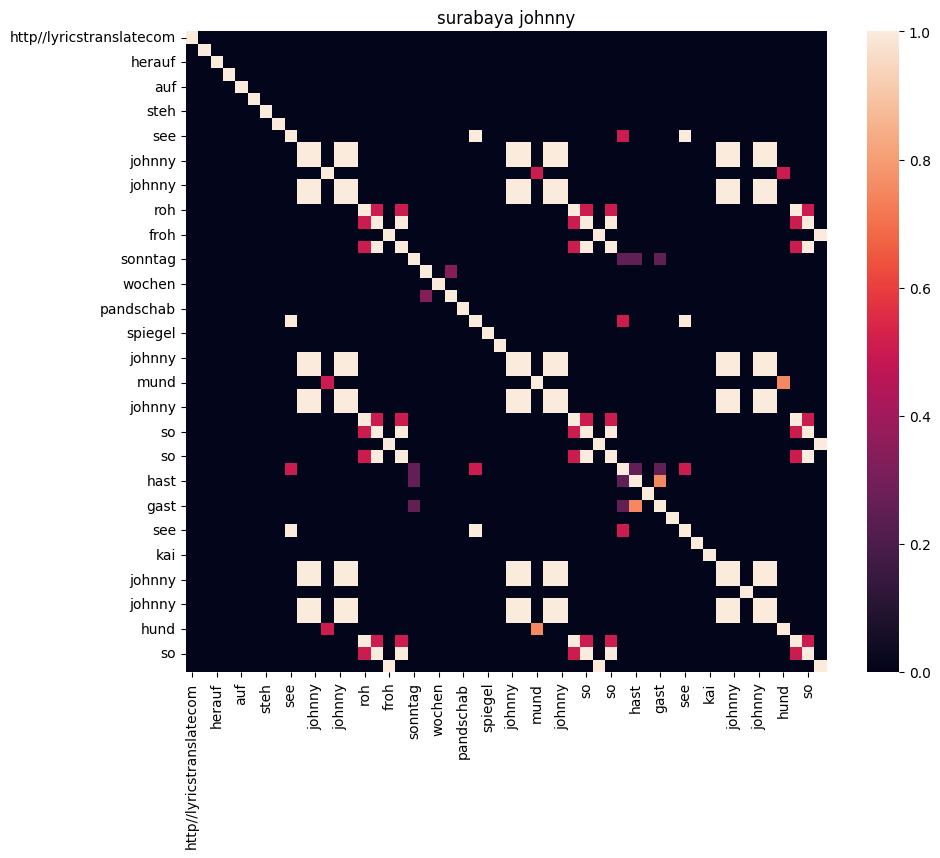 surabaya johnny
http//lyricstranslatecom
herauf
auf
steh
see
johnny
johnny
roh
froh
sonntag
wochen
pandschab
spiegel
johnny
mund
johnny
so
so
hast
gast
see
kai
johnny
johnny
hund
so
1.0
0.8
0.6
0.4
0.2
0.0
http//lyricstranslatecom
herauf
auf
steh
see
johnny
johnny
roh
froh
sonntag
wochen
pandschab
spiegel
johnny
mund
johnny
so
so
hast
gast
see
kai
johnny
johnny
hund
so